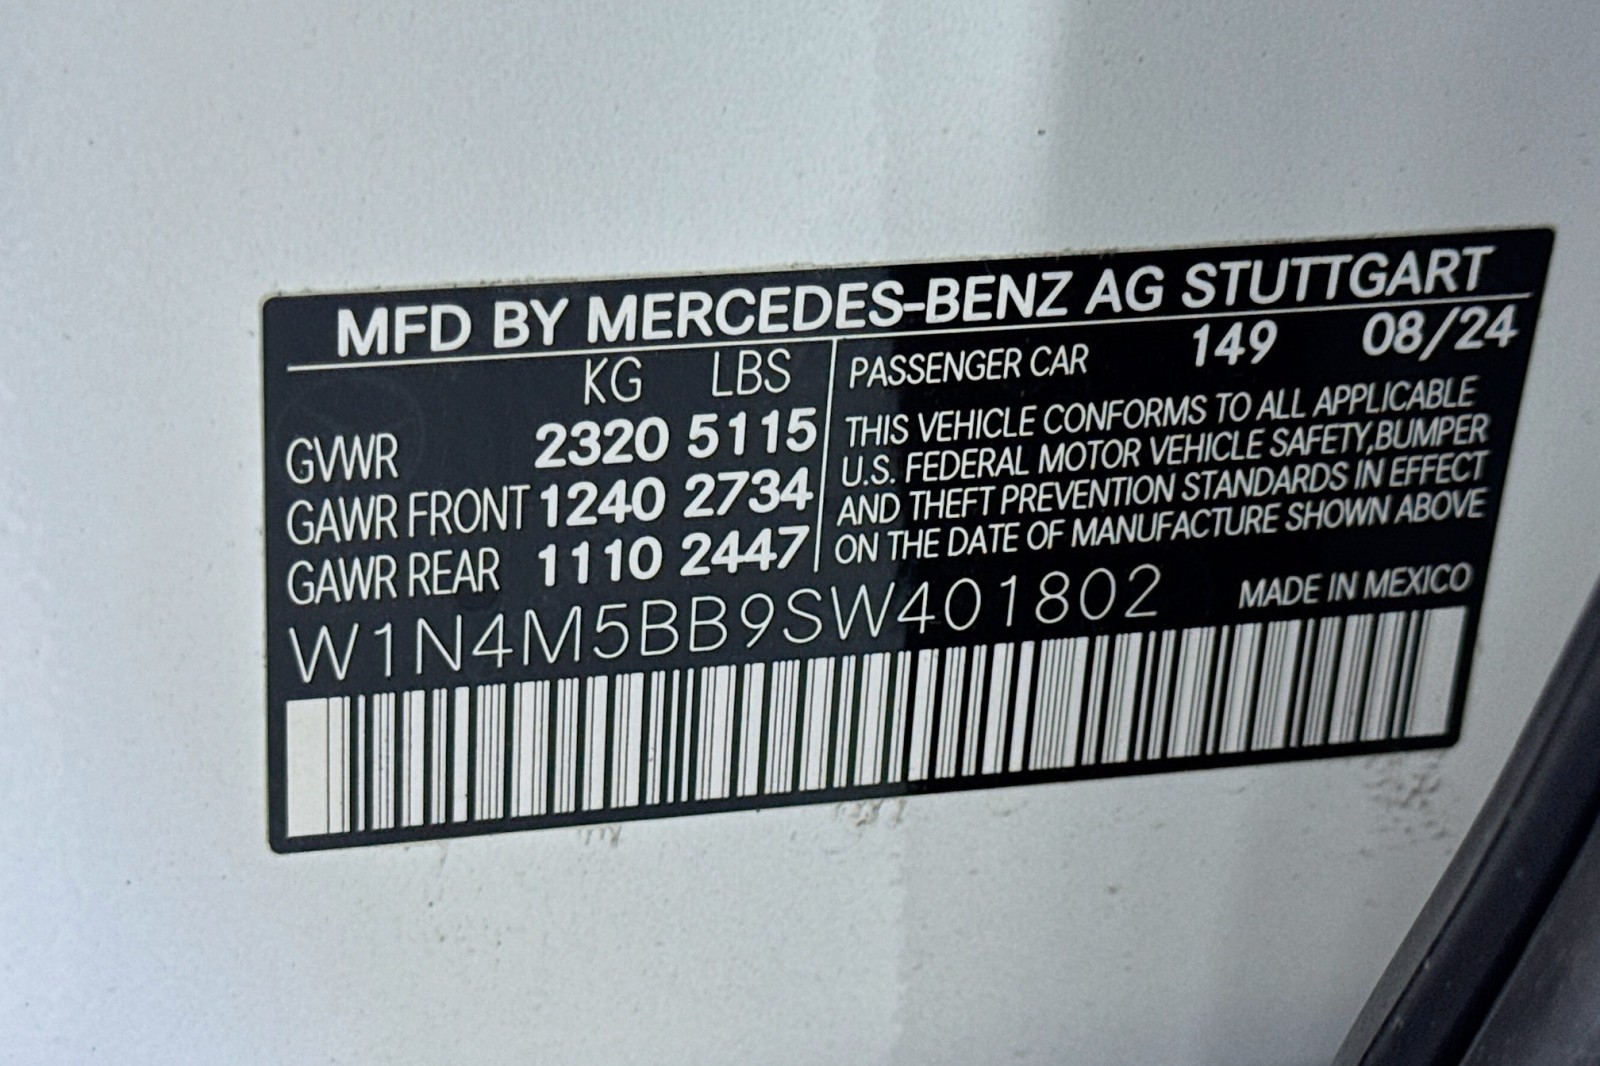 MFD BY MERCEDES-BENZ AG STUTTGART
KG LBS
GVWR 2320 5115
GAWR FRONT 1240 2734
GAWR REAR 1110 2447
PASSENGER CAR 149 08/24
THIS VEHICLE CONFORMS TO ALL APPLICABLE
U.S. FEDERAL MOTOR VEHICLE SAFETY,BUMPER
AND THEFT PREVENTION STANDARDS IN EFFECT
ON THE DATE OF MANUFACTURE SHOWN ABOVE
W1N4M5BB9SW401802 MADE IN MEXICO